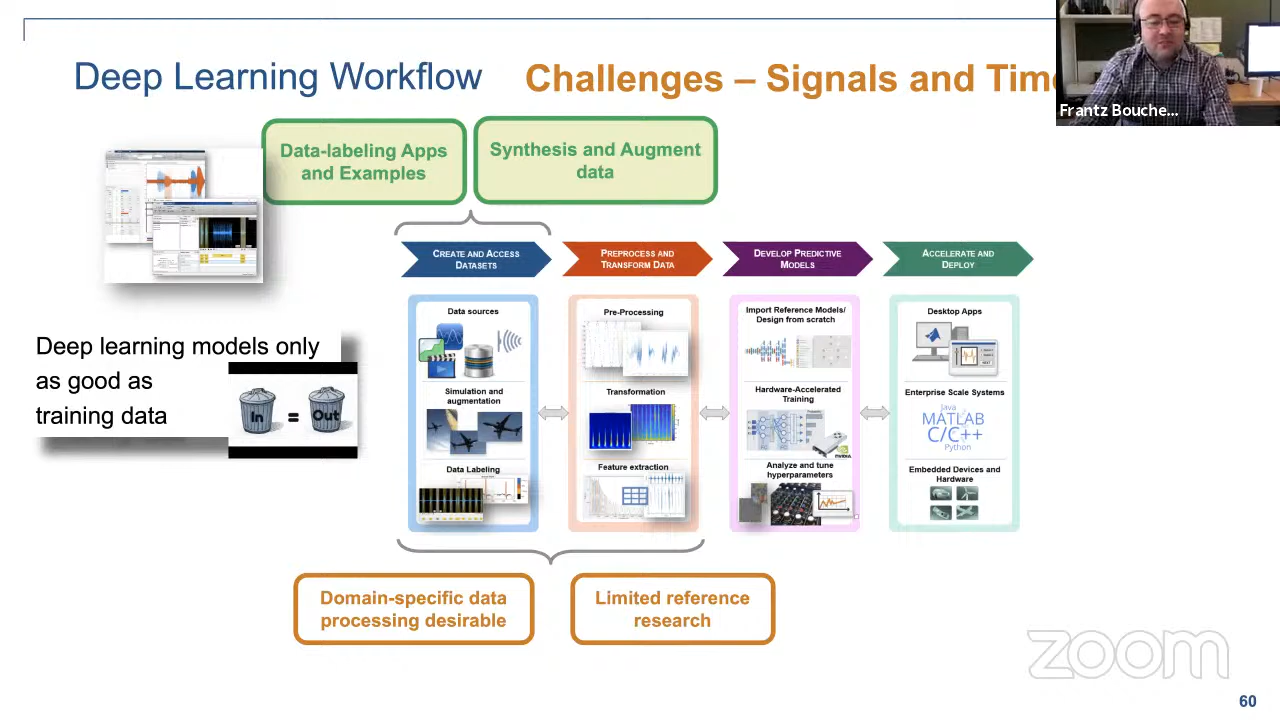 Deep Learning Workflow
Challenges – Signals and Time
Frantz Bouche...
Data-labeling Apps
and Examples
Synthesis and Augment
data
CREATE AND ACCESS
DATASETS
PREPROCESS AND
TRANSFORM DATA
DEVELOP PREDICTIVE
MODELS
ACCELERATE AND
DEPLOY
Deep learning models only
as good as
training data
In
=
Out
Data sources
Simulation and
augmentation
Data Labeling
Pre-Processing
Transformation
Feature extraction
Import Reference Models/
Design from scratch
Hardware-Accelerated
Training
NVIDIA
Analyze and tune
hyperparameters
Desktop Apps
Enterprise Scale Systems
Java
MATLAB
C/C++
Python
Embedded Devices and
Hardware
Domain-specific data
processing desirable
Limited reference
research
zoom
60